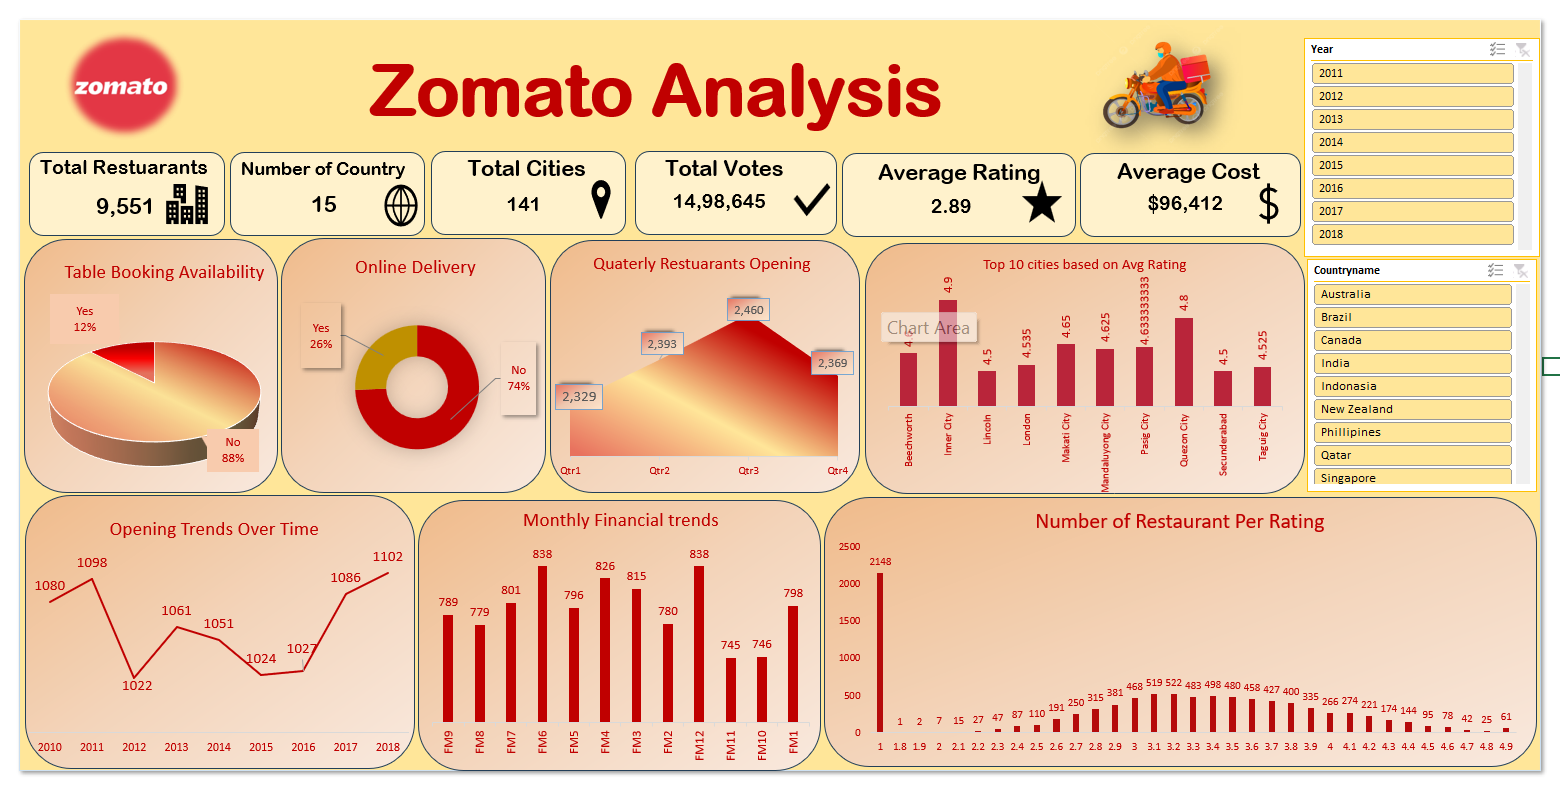 zomato
Zomato Analysis
Total Restuarants
9,551
Number of Country
15
Total Cities
141
Total Votes
14,98,645
Average Rating
2.89
Average Cost
$96,412
$
Year
2011
2012
2013
2014
2015
2016
2017
2018
Countryname
Australia
Brazil
Canada
India
Indonasia
New Zealand
Phillipines
Qatar
Singapore
Table Booking Availability
Yes
12%
No
88%
Online Delivery
Yes
26%
No
74%
Quaterly Restuarants Opening
2,329
2,393
2,460
2,369
Qtr1 Qtr2 Qtr3 Qtr4
Top 10 cities based on Avg Rating
Chart Area
4.9
4.5
4.535
4.65
4.625
4.633333333
4.8
4.5
4.525
Beechworth
Inner City
Lincoln
London
Makati City
Mandaluyong City
Pasig City
Quezon City
Secunderabad
Taguig City
Opening Trends Over Time
1080 1098 1022 1061 1051 1024 1027 1086 1102
2010 2011 2012 2013 2014 2015 2016 2017 2018
Monthly Financial trends
789 779 801 838 796 826 815 780 838 745 746 798
FM9 FM8 FM7 FM6 FM5 FM4 FM3 FM2 FM12 FM11 FM10 FM1
Number of Restaurant Per Rating
2500
2000
1500
1000
500
0
2148 1 2 7 15 27 47 87 110 191 250 315 381 468 519 522 483 498 480 458 427 400 335 266 274 221 174 144 95 78 42 25 61
1 1.8 1.9 2 2.1 2.2 2.3 2.4 2.5 2.6 2.7 2.8 2.9 3 3.1 3.2 3.3 3.4 3.5 3.6 3.7 3.8 3.9 4 4.1 4.2 4.3 4.4 4.5 4.6 4.7 4.8 4.9